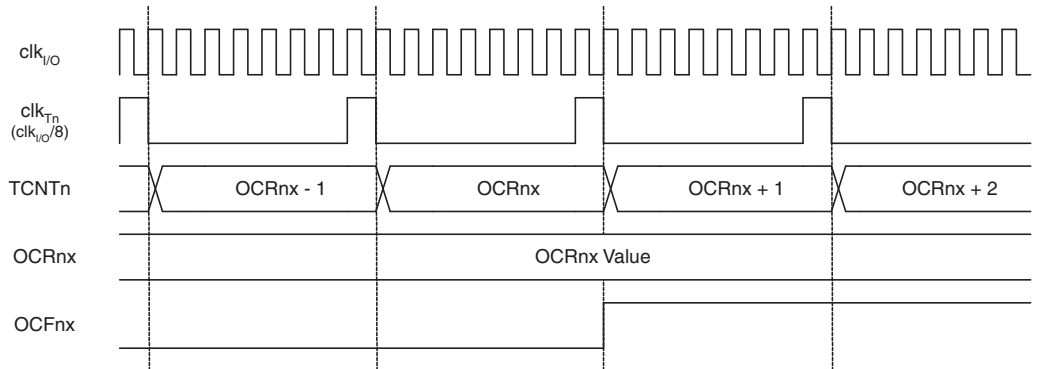 clkI/O
clkTn
(clkI/O/8)
TCNTn OCRnx - 1 OCRnx OCRnx + 1 OCRnx + 2
OCRnx OCRnx Value
OCFnx